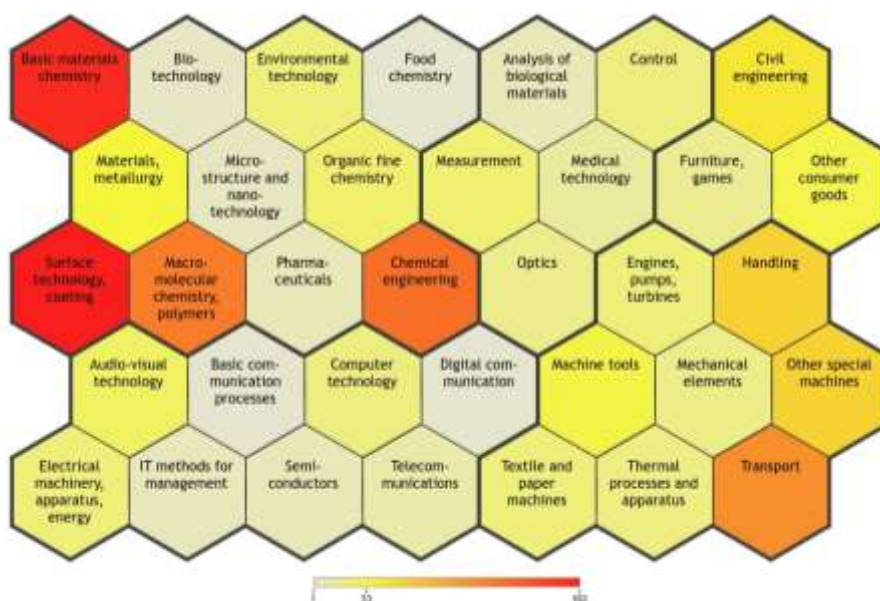 Basic materials
chemistry
Bio-
technology
Environmental
technology
Food
chemistry
Analysis of
biological
materials
Control
Civil
engineering
Materials,
metallurgy
Micro-
structure and
nano-
technology
Organic fine
chemistry
Measurement
Medical
technology
Furniture,
games
Other
consumer
goods
Surface
technology,
coating
Macro-
molecular
chemistry,
polymers
Pharma-
ceuticals
Chemical
engineering
Optics
Engines,
pumps,
turbines
Handling
Audio-visual
technology
Basic com-
munication
processes
Computer
technology
Digital com-
munication
Machine tools
Mechanical
elements
Other special
machines
Electrical
machinery,
apparatus,
energy
IT methods for
management
Semi-
conductors
Telecom-
munications
Textile and
paper
machines
Thermal
processes and
apparatus
Transport